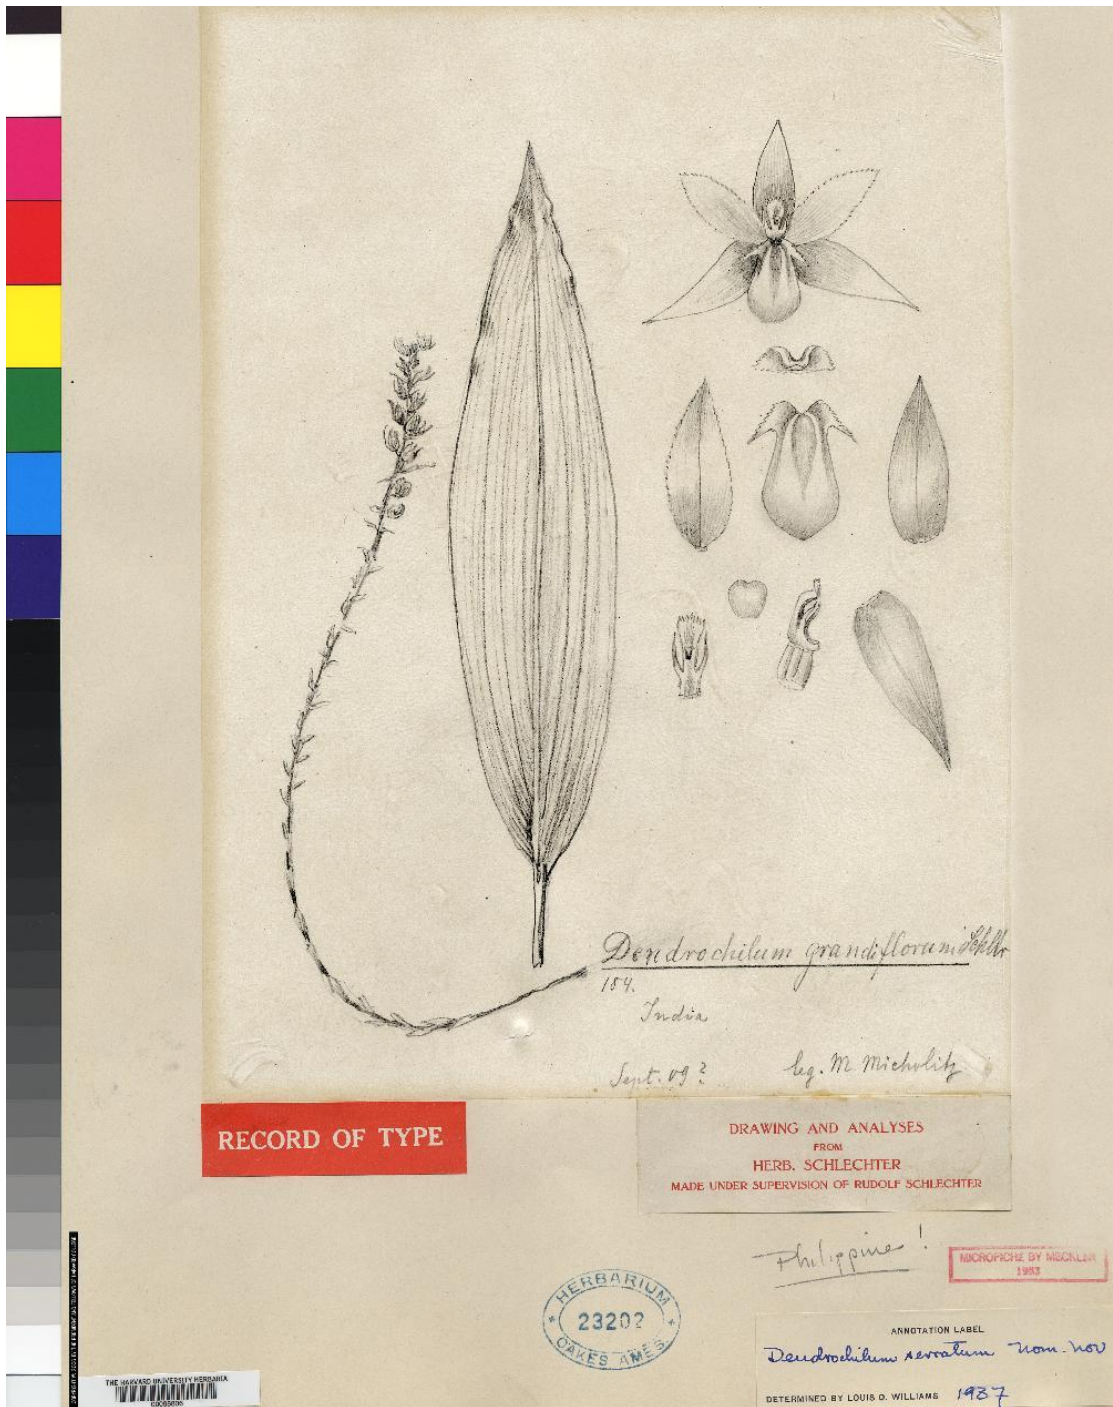 Dendrochilum grandiflorum Schltr
184.
India
Sept. 09?
leg. M Micholitz
RECORD OF TYPE
DRAWING AND ANALYSES
FROM
HERB. SCHLECHTER
MADE UNDER SUPERVISION OF RUDOLF SCHLECHTER
Philippine!
MICROFICHE BY MECKLER
1983
HERBARIUM
23202
OAKES AMES
ANNOTATION LABEL
Dendrochilum serratum nom. nov
DETERMINED BY LOUIS O. WILLIAMS 1937
THE HARVARD UNIVERSITY HERBARIA